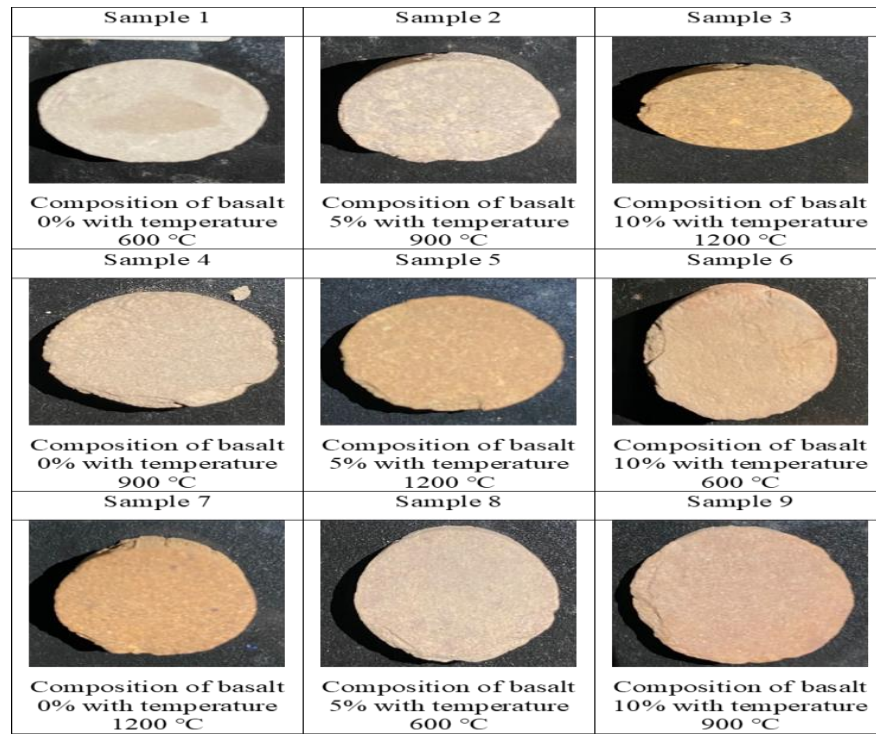 Sample 1
Sample 2
Sample 3
Composition of basalt
0% with temperature
600 °C
Composition of basalt
5% with temperature
900 °C
Composition of basalt
10% with temperature
1200 °C
Sample 4
Sample 5
Sample 6
Composition of basalt
0% with temperature
900 °C
Composition of basalt
5% with temperature
1200 °C
Composition of basalt
10% with temperature
600 °C
Sample 7
Sample 8
Sample 9
Composition of basalt
0% with temperature
1200 °C
Composition of basalt
5% with temperature
600 °C
Composition of basalt
10% with temperature
900 °C